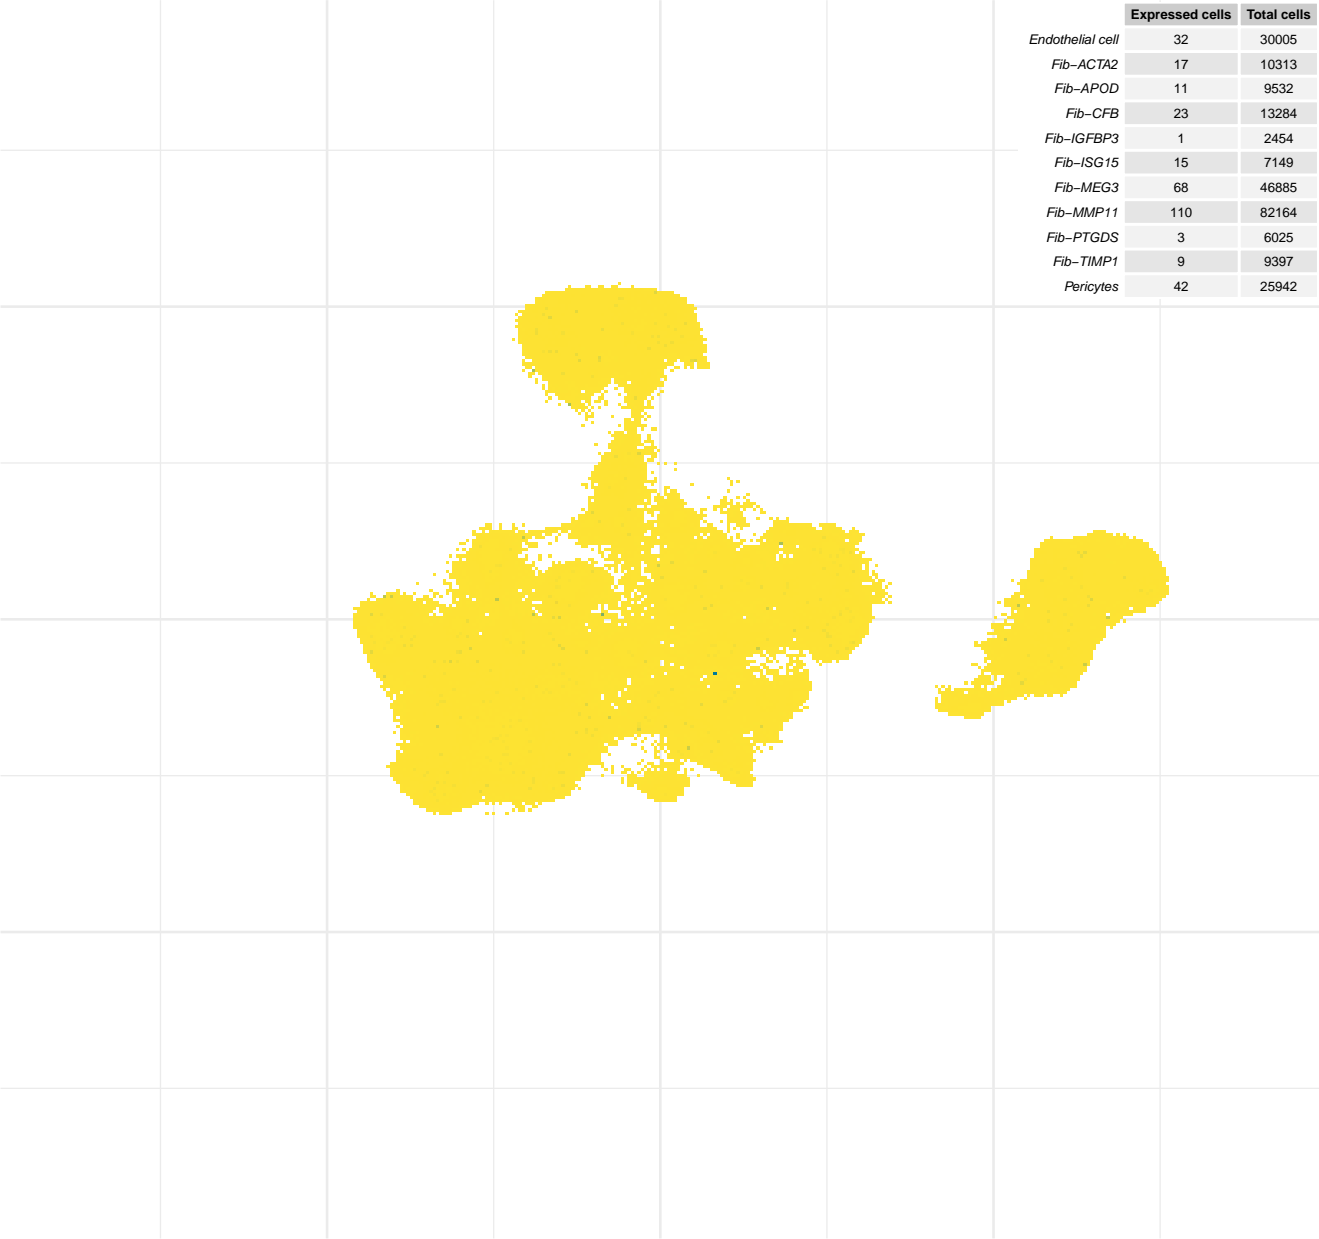 Expressed cells Total cells
Endothelial cell 32 30005
Fib−ACTA2 17 10313
Fib−APOD 11 9532
Fib−CFB 23 13284
Fib−IGFBP3 1 2454
Fib−ISG15 15 7149
Fib−MEG3 68 46885
Fib−MMP11 110 82164
Fib−PTGDS 3 6025
Fib−TIMP1 9 9397
Pericytes 42 25942